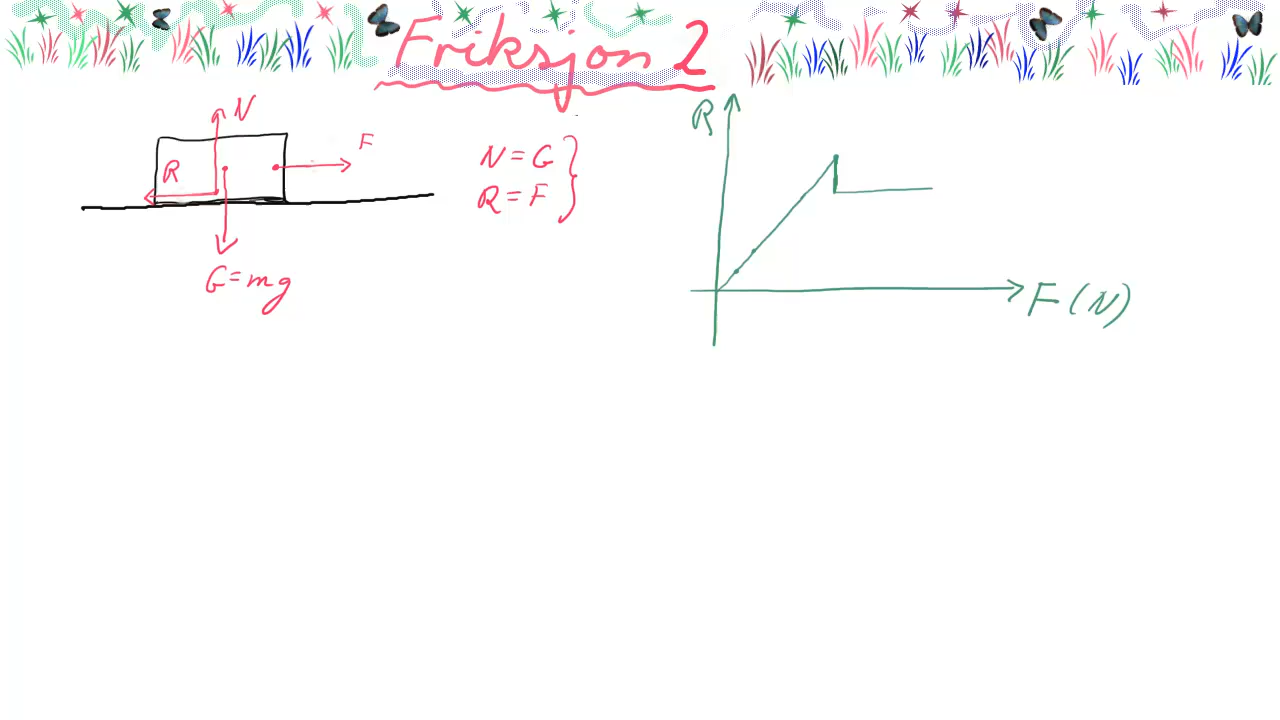 Friksjon 2
N
F
R
G=mg
N=G
R=F
R
F(N)